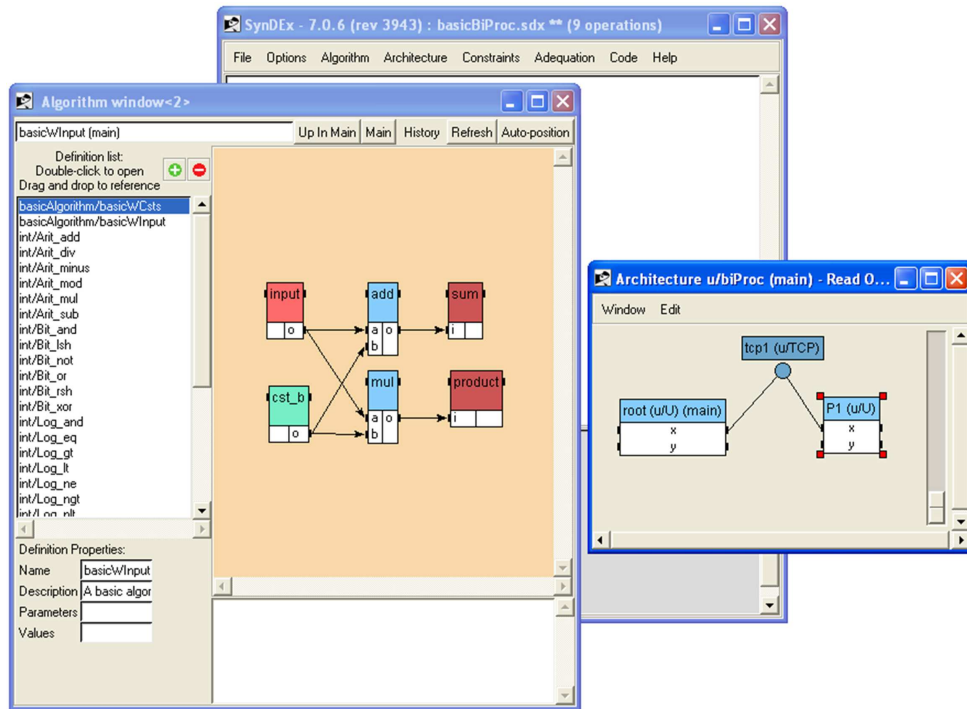 SynDEx - 7.0.6 (rev 3943) : basicBiProc.sdx ** (9 operations)
File Options Algorithm Architecture Constraints Adequation Code Help
Algorithm window<2>
basicWInput (main)
Up In Main Main History Refresh Auto-position
Definition list:
Double-click to open
Drag and drop to reference
basicAlgorithm/basicWCsts
basicAlgorithm/basicWInput
int/Arit_add
int/Arit_div
int/Arit_minus
int/Arit_mod
int/Arit_mul
int/Arit_sub
int/Bit_and
int/Bit_lsh
int/Bit_not
int/Bit_or
int/Bit_rsh
int/Bit_xor
int/Log_and
int/Log_eq
int/Log_gt
int/Log_lt
int/Log_ne
int/Log_ngt
int/Log_nlt
Definition Properties:
Name basicWInput
Description A basic algor
Parameters
Values
input
o
add
a o
b
sum
i
cst_b
o
mul
a o
b
product
i
Architecture u/biProc (main) - Read O...
Window Edit
tcp1 (u/TCP)
root (u/U) (main)
x
y
P1 (u/U)
x
y